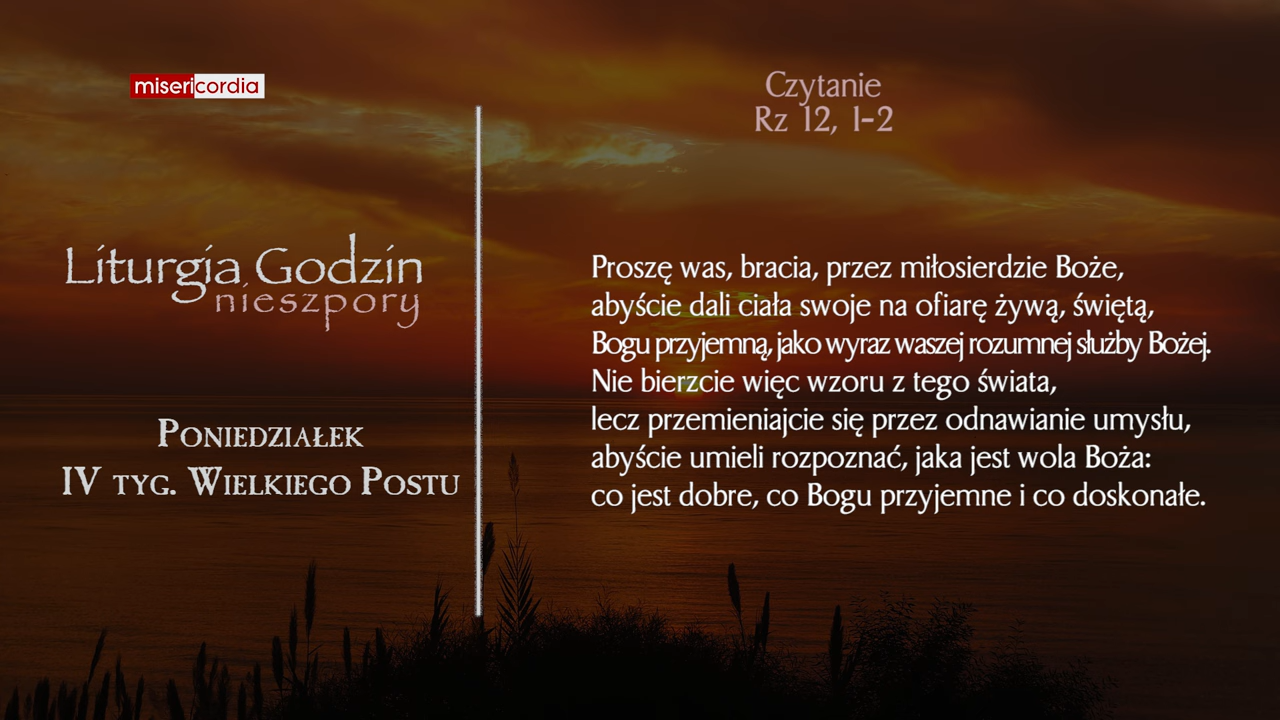 misericordia
Liturgia Godzin
nieszpory
Poniedziałek
IV tyg. Wielkiego Postu
Czytanie
Rz 12, 1-2
Proszę was, bracia, przez miłosierdzie Boże,
abyście dali ciała swoje na ofiarę żywą, świętą,
Bogu przyjemną, jako wyraz waszej rozumnej służby Bożej.
Nie bierzcie więc wzoru z tego świata,
lecz przemieniajcie się przez odnawianie umysłu,
abyście umieli rozpoznać, jaka jest wola Boża:
co jest dobre, co Bogu przyjemne i co doskonałe.